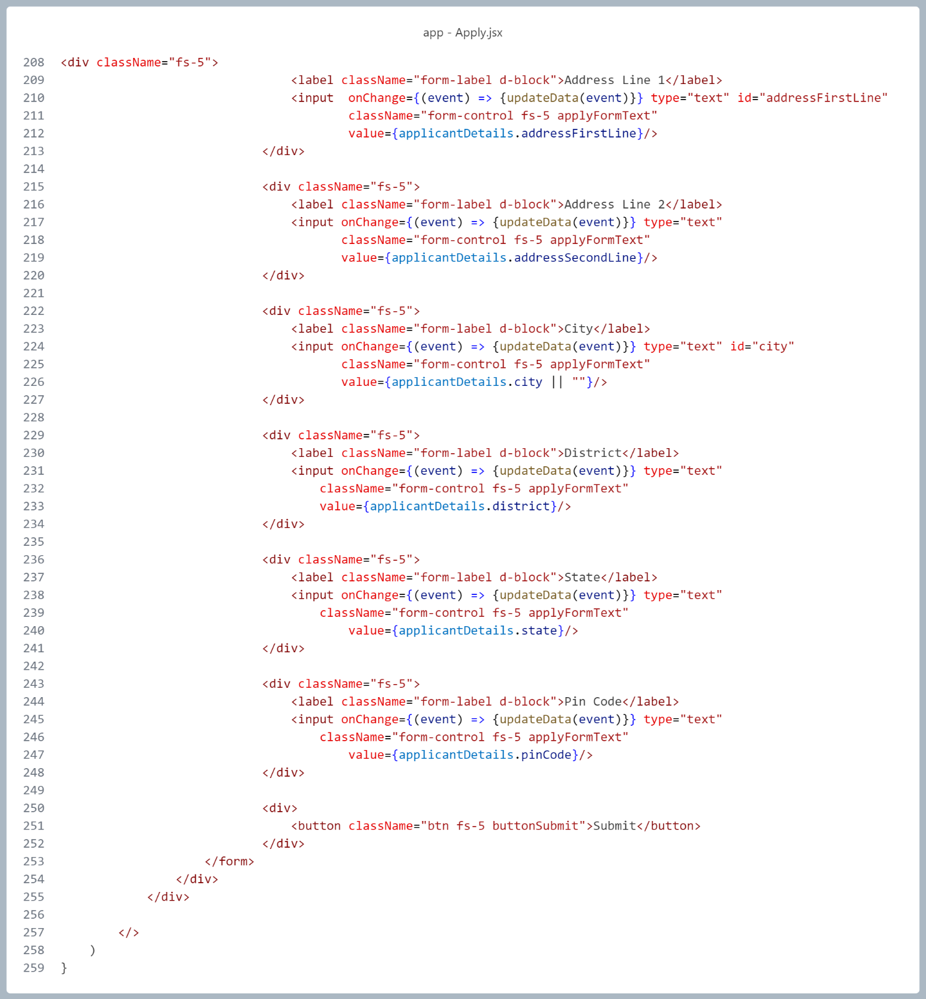 app - Apply.jsx
208 <div className="fs-5">
209 <label className="form-label d-block">Address Line 1</label>
210 <input  onChange={(event) => {updateData(event)}} type="text" id="addressFirstLine"
211 className="form-control fs-5 applyFormText"
212 value={applicantDetails.addressFirstLine}/>
213 </div>
214
215 <div className="fs-5">
216 <label className="form-label d-block">Address Line 2</label>
217 <input onChange={(event) => {updateData(event)}} type="text"
218 className="form-control fs-5 applyFormText"
219 value={applicantDetails.addressSecondLine}/>
220 </div>
221
222 <div className="fs-5">
223 <label className="form-label d-block">City</label>
224 <input onChange={(event) => {updateData(event)}} type="text" id="city"
225 className="form-control fs-5 applyFormText"
226 value={applicantDetails.city || ""}/>
227 </div>
228
229 <div className="fs-5">
230 <label className="form-label d-block">District</label>
231 <input onChange={(event) => {updateData(event)}} type="text"
232 className="form-control fs-5 applyFormText"
233 value={applicantDetails.district}/>
234 </div>
235
236 <div className="fs-5">
237 <label className="form-label d-block">State</label>
238 <input onChange={(event) => {updateData(event)}} type="text"
239 className="form-control fs-5 applyFormText"
240 value={applicantDetails.state}/>
241 </div>
242
243 <div className="fs-5">
244 <label className="form-label d-block">Pin Code</label>
245 <input onChange={(event) => {updateData(event)}} type="text"
246 className="form-control fs-5 applyFormText"
247 value={applicantDetails.pinCode}/>
248 </div>
249
250 <div>
251 <button className="btn fs-5 buttonSubmit">Submit</button>
252 </div>
253 </form>
254 </div>
255 </div>
256
257 </>
258 )
259 }